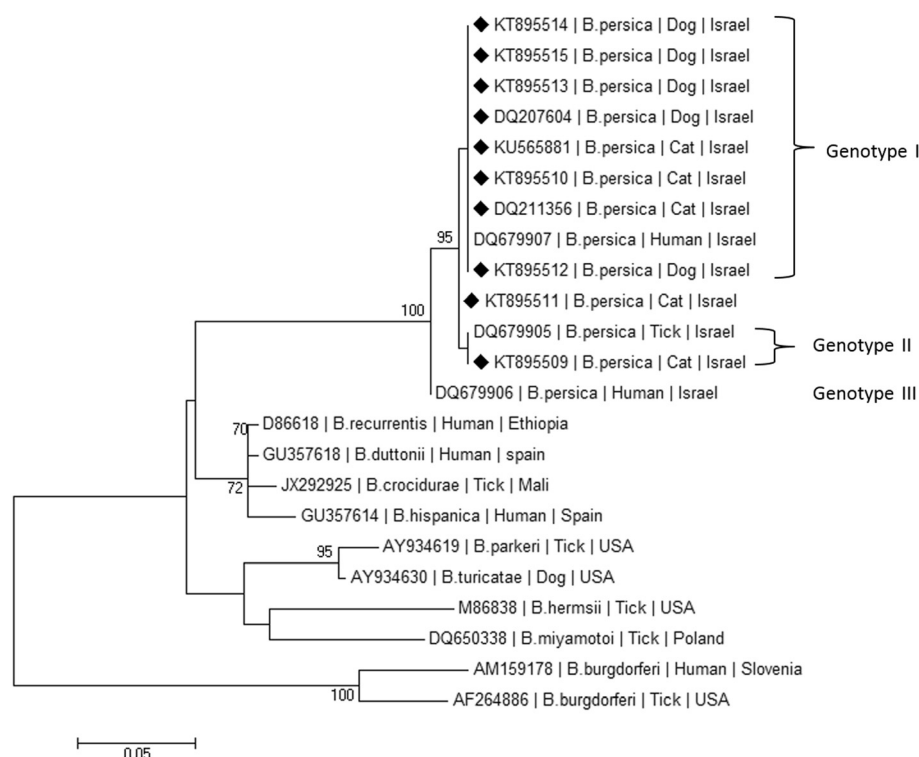 KT895514 | B.persica | Dog | Israel
KT895515 | B.persica | Dog | Israel
KT895513 | B.persica | Dog | Israel
DQ207604 | B.persica | Dog | Israel
KU565881 | B.persica | Cat | Israel
Genotype I
KT895510 | B.persica | Cat | Israel
DQ211356 | B.persica | Cat | Israel
DQ679907 | B.persica | Human | Israel
95
KT895512 | B.persica | Dog | Israel
KT895511 | B.persica | Cat | Israel
100
DQ679905 | B.persica | Tick | Israel
Genotype II
KT895509 | B.persica | Cat | Israel
DQ679906 | B.persica | Human | Israel
Genotype III
D86618 | B.recurrentis | Human | Ethiopia
70
GU357618 | B.duttonii | Human | spain
JX292925 | B.crocidurae | Tick | Mali
72
GU357614 | B.hispanica | Human | Spain
AY934619 | B.parkeri | Tick | USA
95
AY934630 | B.turicatae | Dog | USA
M86838 | B.hermsii | Tick | USA
DQ650338 | B.miyamotoi | Tick | Poland
AM159178 | B.burgdorferi | Human | Slovenia
100
AF264886 | B.burgdorferi | Tick | USA
0.05